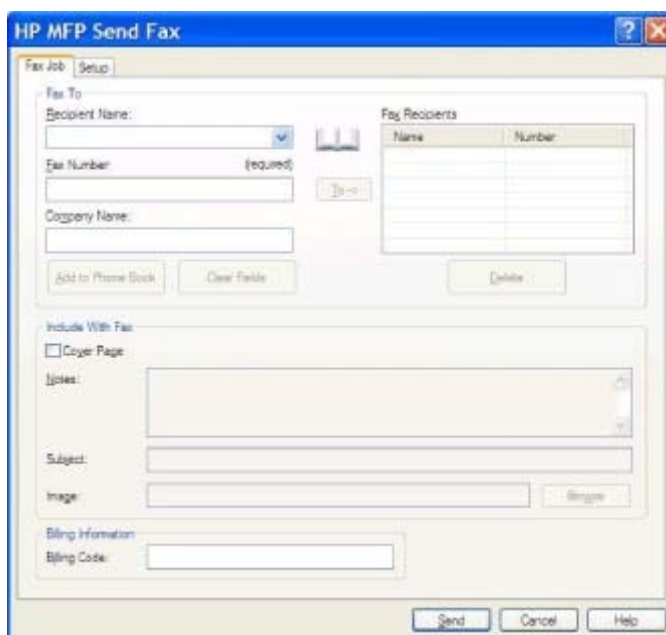 HP MFP Send Fax
Fax Job Setup
Fax To
Recipient Name:
Fax Number (required)
Company Name:
Add to Phone Book Clear Fields
To ->
Fax Recipients
Name Number
Delete
Include With Fax
Cover Page
Notes:
Subject:
Image: Browse
Billing Information
Billing Code:
Send Cancel Help